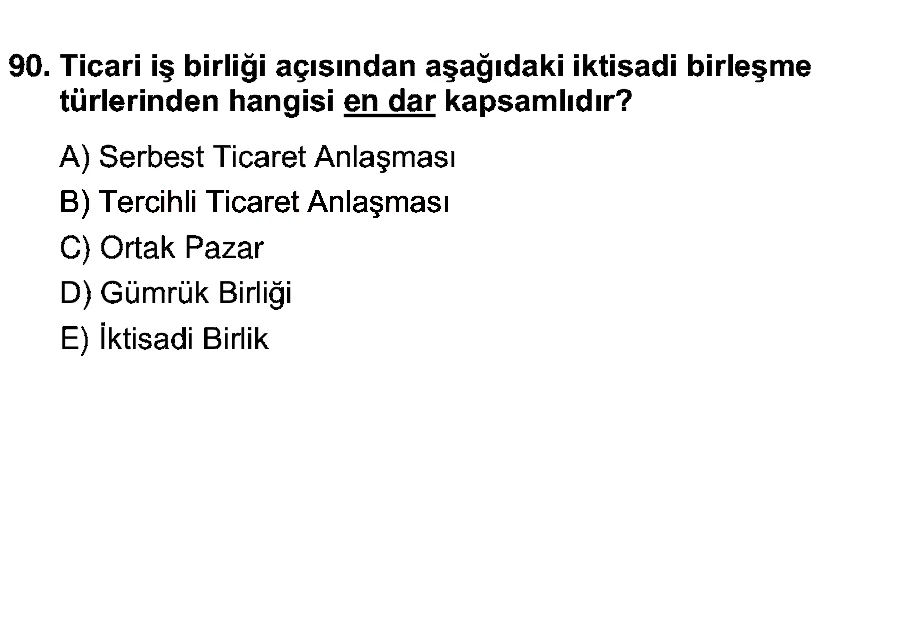 90. Ticari iş birliği açısından aşağıdaki iktisadi birleşme
türlerinden hangisi en dar kapsamlıdır?
A) Serbest Ticaret Anlaşması
B) Tercihli Ticaret Anlaşması
C) Ortak Pazar
D) Gümrük Birliği
E) İktisadi Birlik